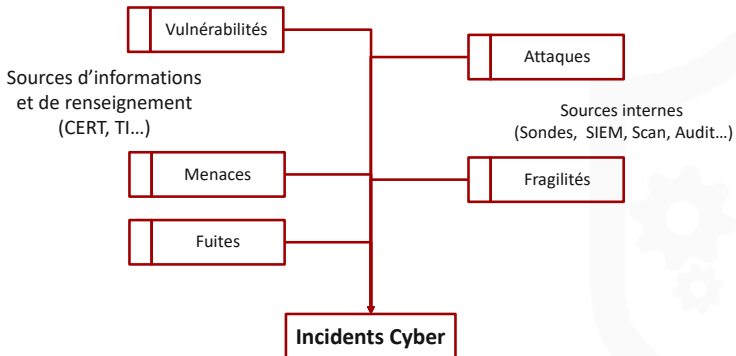 Vulnérabilités
Attaques
Sources d’informations
et de renseignement
(CERT, TI…)
Sources internes
(Sondes,  SIEM, Scan, Audit…)
Menaces
Fragilités
Fuites
Incidents Cyber